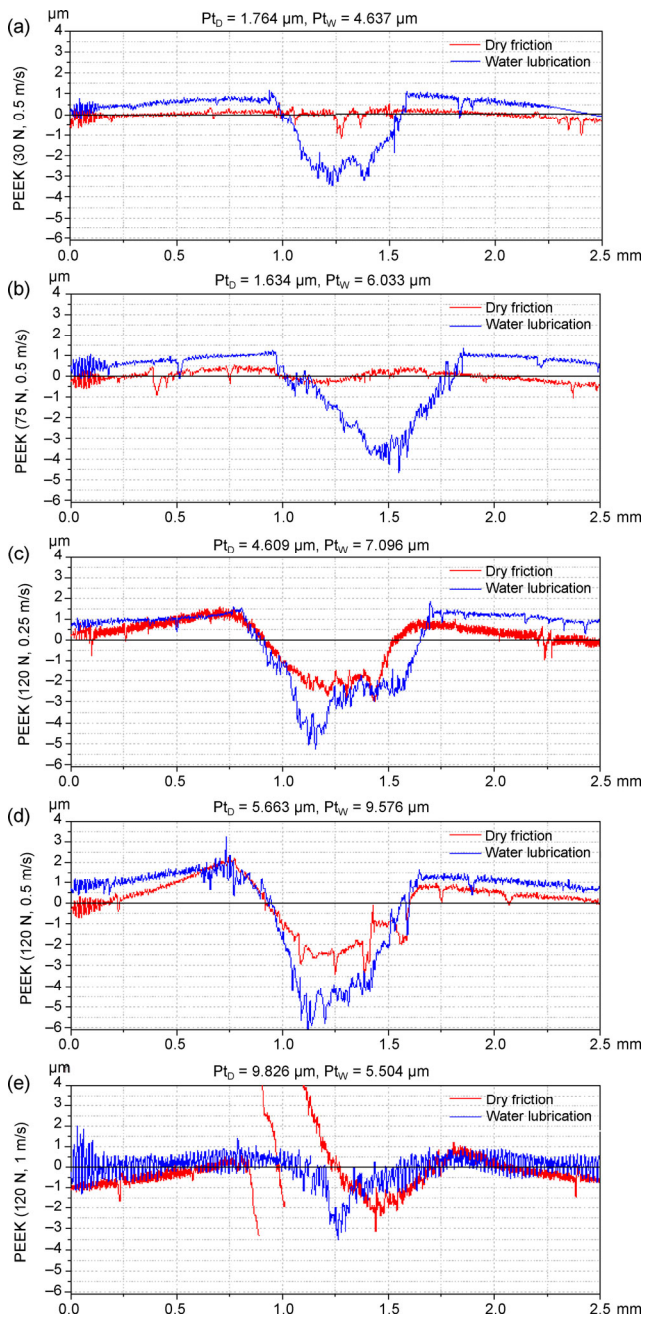 (a)
µm
Pt_D = 1.764 µm, Pt_W = 4.637 µm
4
3
2
1
0
–1
–2
–3
–4
–5
–6
PEEK (30 N, 0.5 m/s)
Dry friction
Water lubrication
0.0 0.5 1.0 1.5 2.0 2.5 mm
(b)
µm
Pt_D = 1.634 µm, Pt_W = 6.033 µm
4
3
2
1
0
–1
–2
–3
–4
–5
–6
PEEK (75 N, 0.5 m/s)
Dry friction
Water lubrication
0.0 0.5 1.0 1.5 2.0 2.5 mm
(c)
µm
Pt_D = 4.609 µm, Pt_W = 7.096 µm
4
3
2
1
0
–1
–2
–3
–4
–5
–6
PEEK (120 N, 0.25 m/s)
Dry friction
Water lubrication
0.0 0.5 1.0 1.5 2.0 2.5 mm
(d)
µm
Pt_D = 5.663 µm, Pt_W = 9.576 µm
4
3
2
1
0
–1
–2
–3
–4
–5
–6
PEEK (120 N, 0.5 m/s)
Dry friction
Water lubrication
0.0 0.5 1.0 1.5 2.0 2.5 mm
(e)
µm
Pt_D = 9.826 µm, Pt_W = 5.504 µm
4
3
2
1
0
–1
–2
–3
–4
–5
–6
PEEK (120 N, 1 m/s)
Dry friction
Water lubrication
0.0 0.5 1.0 1.5 2.0 2.5 mm